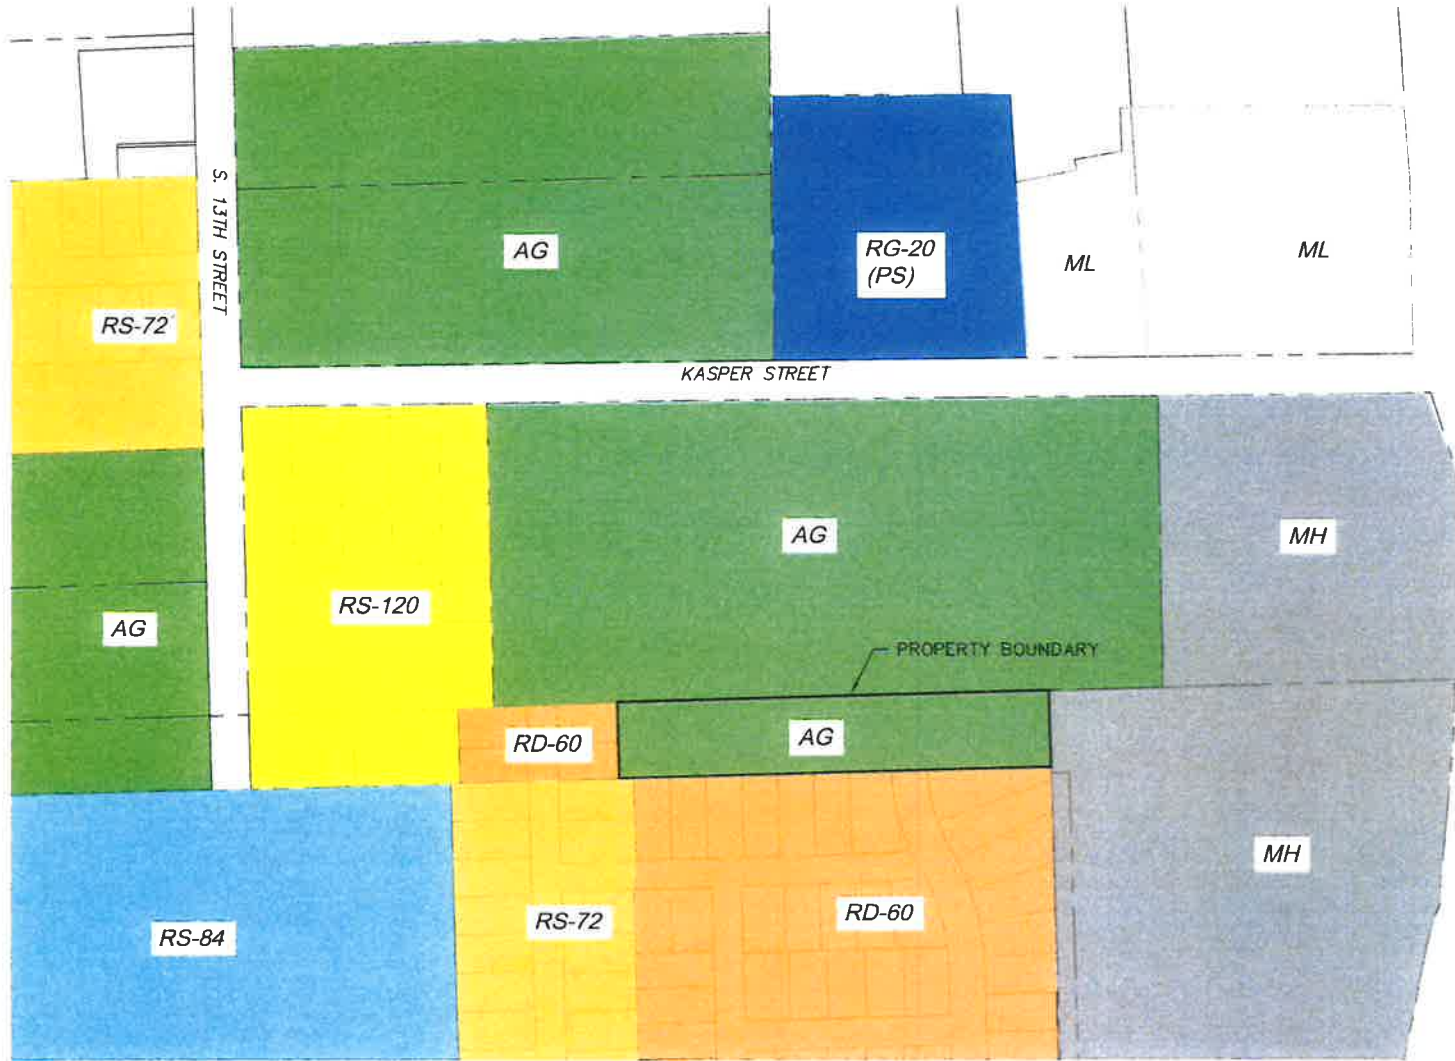 S. 13TH STREET
AG
RG-20
(PS)
ML
ML
RS-72
KASPER STREET
AG
MH
RS-120
AG
PROPERTY BOUNDARY
RD-60
AG
MH
RS-84
RS-72
RD-60